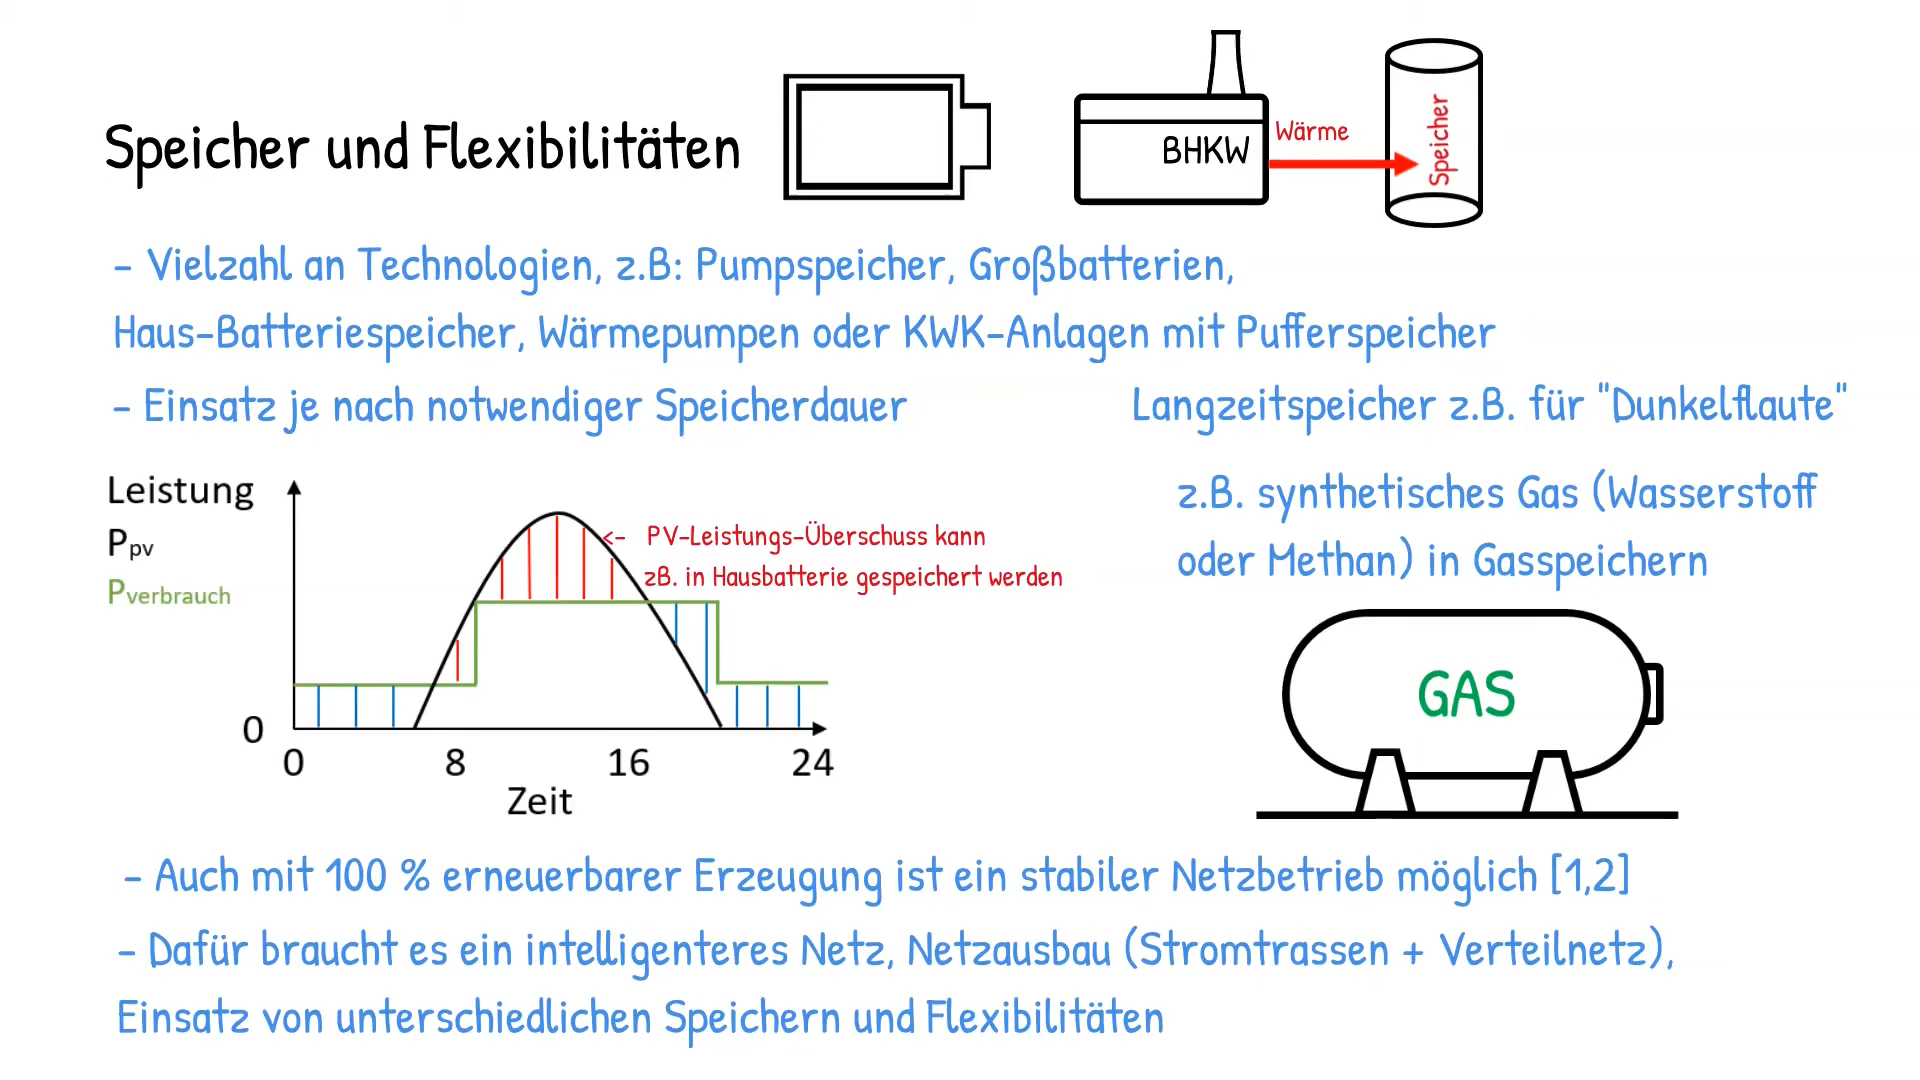 Speicher und Flexibilitäten
BHKW
Wärme
Speicher
- Vielzahl an Technologien, z.B: Pumpspeicher, Großbatterien,
Haus-Batteriespeicher, Wärmepumpen oder KWK-Anlagen mit Pufferspeicher
- Einsatz je nach notwendiger Speicherdauer
Langzeitspeicher z.B. für "Dunkelflaute"
z.B. synthetisches Gas (Wasserstoff
oder Methan) in Gasspeichern
Leistung
Ppv
Pverbrauch
<- PV-Leistungs-Überschuss kann
zB. in Hausbatterie gespeichert werden
0
0 8 16 24
Zeit
GAS
- Auch mit 100 % erneuerbarer Erzeugung ist ein stabiler Netzbetrieb möglich [1,2]
- Dafür braucht es ein intelligenteres Netz, Netzausbau (Stromtrassen + Verteilnetz),
Einsatz von unterschiedlichen Speichern und Flexibilitäten